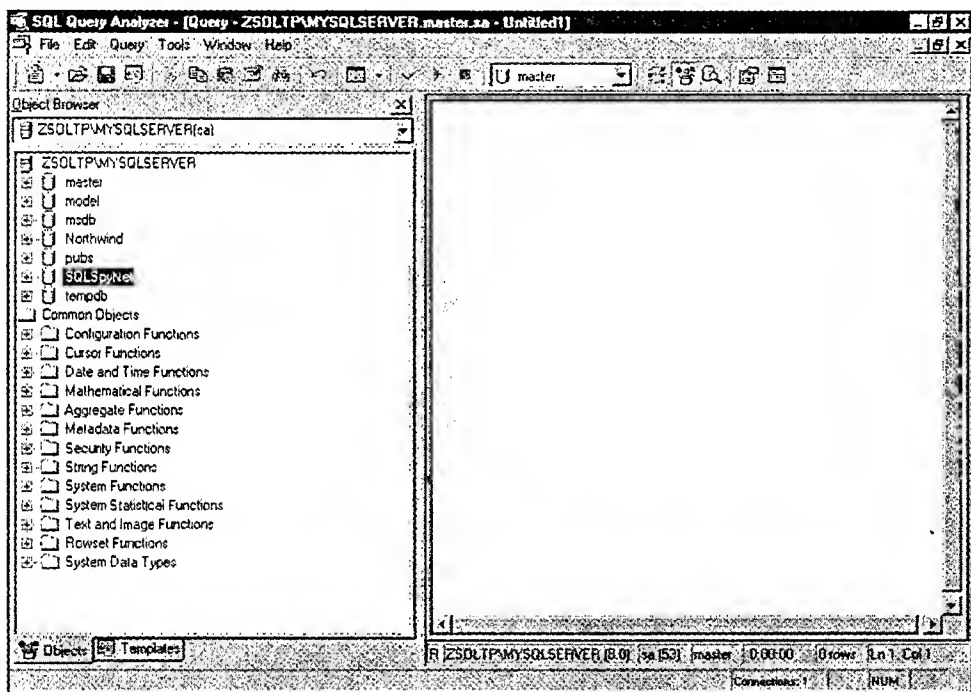 SQL Query Analyzer - [Query - ZSOLTP\MYSQLSERVER.master.sa - Untitled1]
File Edit Query Tools Window Help
master
Object Browser
ZSOLTP\MYSQLSERVER(sa)
ZSOLTP\MYSQLSERVER
master
model
msdb
Northwind
pubs
SQLSpyNet
tempdb
Common Objects
Configuration Functions
Cursor Functions
Date and Time Functions
Mathematical Functions
Aggregate Functions
Metadata Functions
Security Functions
String Functions
System Functions
System Statistical Functions
Text and Image Functions
Rowset Functions
System Data Types
Objects Templates
R ZSOLTP\MYSQLSERVER (8.0) sa (53) master 0:00:00 0 rows Ln 1, Col 1
Connections: 1 NUM